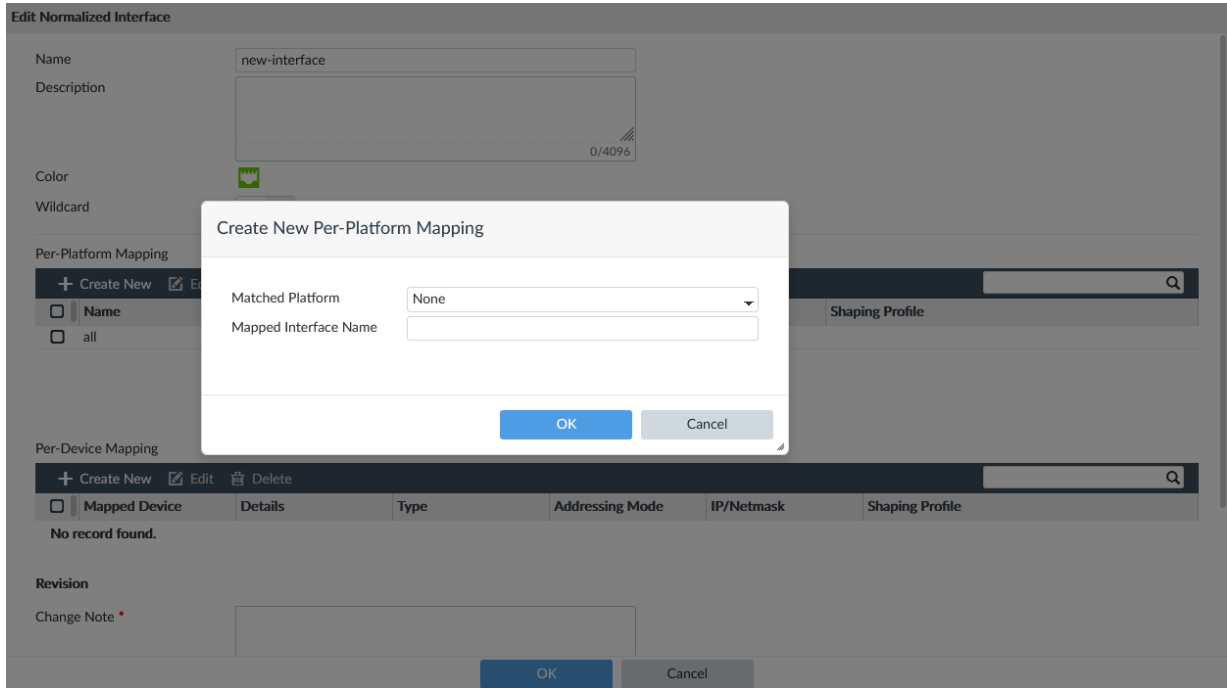 Edit Normalized Interface
Name
new-interface
Description
0/4096
Color
Wildcard
Create New Per-Platform Mapping
Matched Platform
None
Mapped Interface Name
OK
Cancel
Per-Platform Mapping
Create New
Name
Shaping Profile
all
Per-Device Mapping
Create New Edit Delete
Mapped Device Details Type Addressing Mode IP/Netmask Shaping Profile
No record found.
Revision
Change Note *
OK Cancel